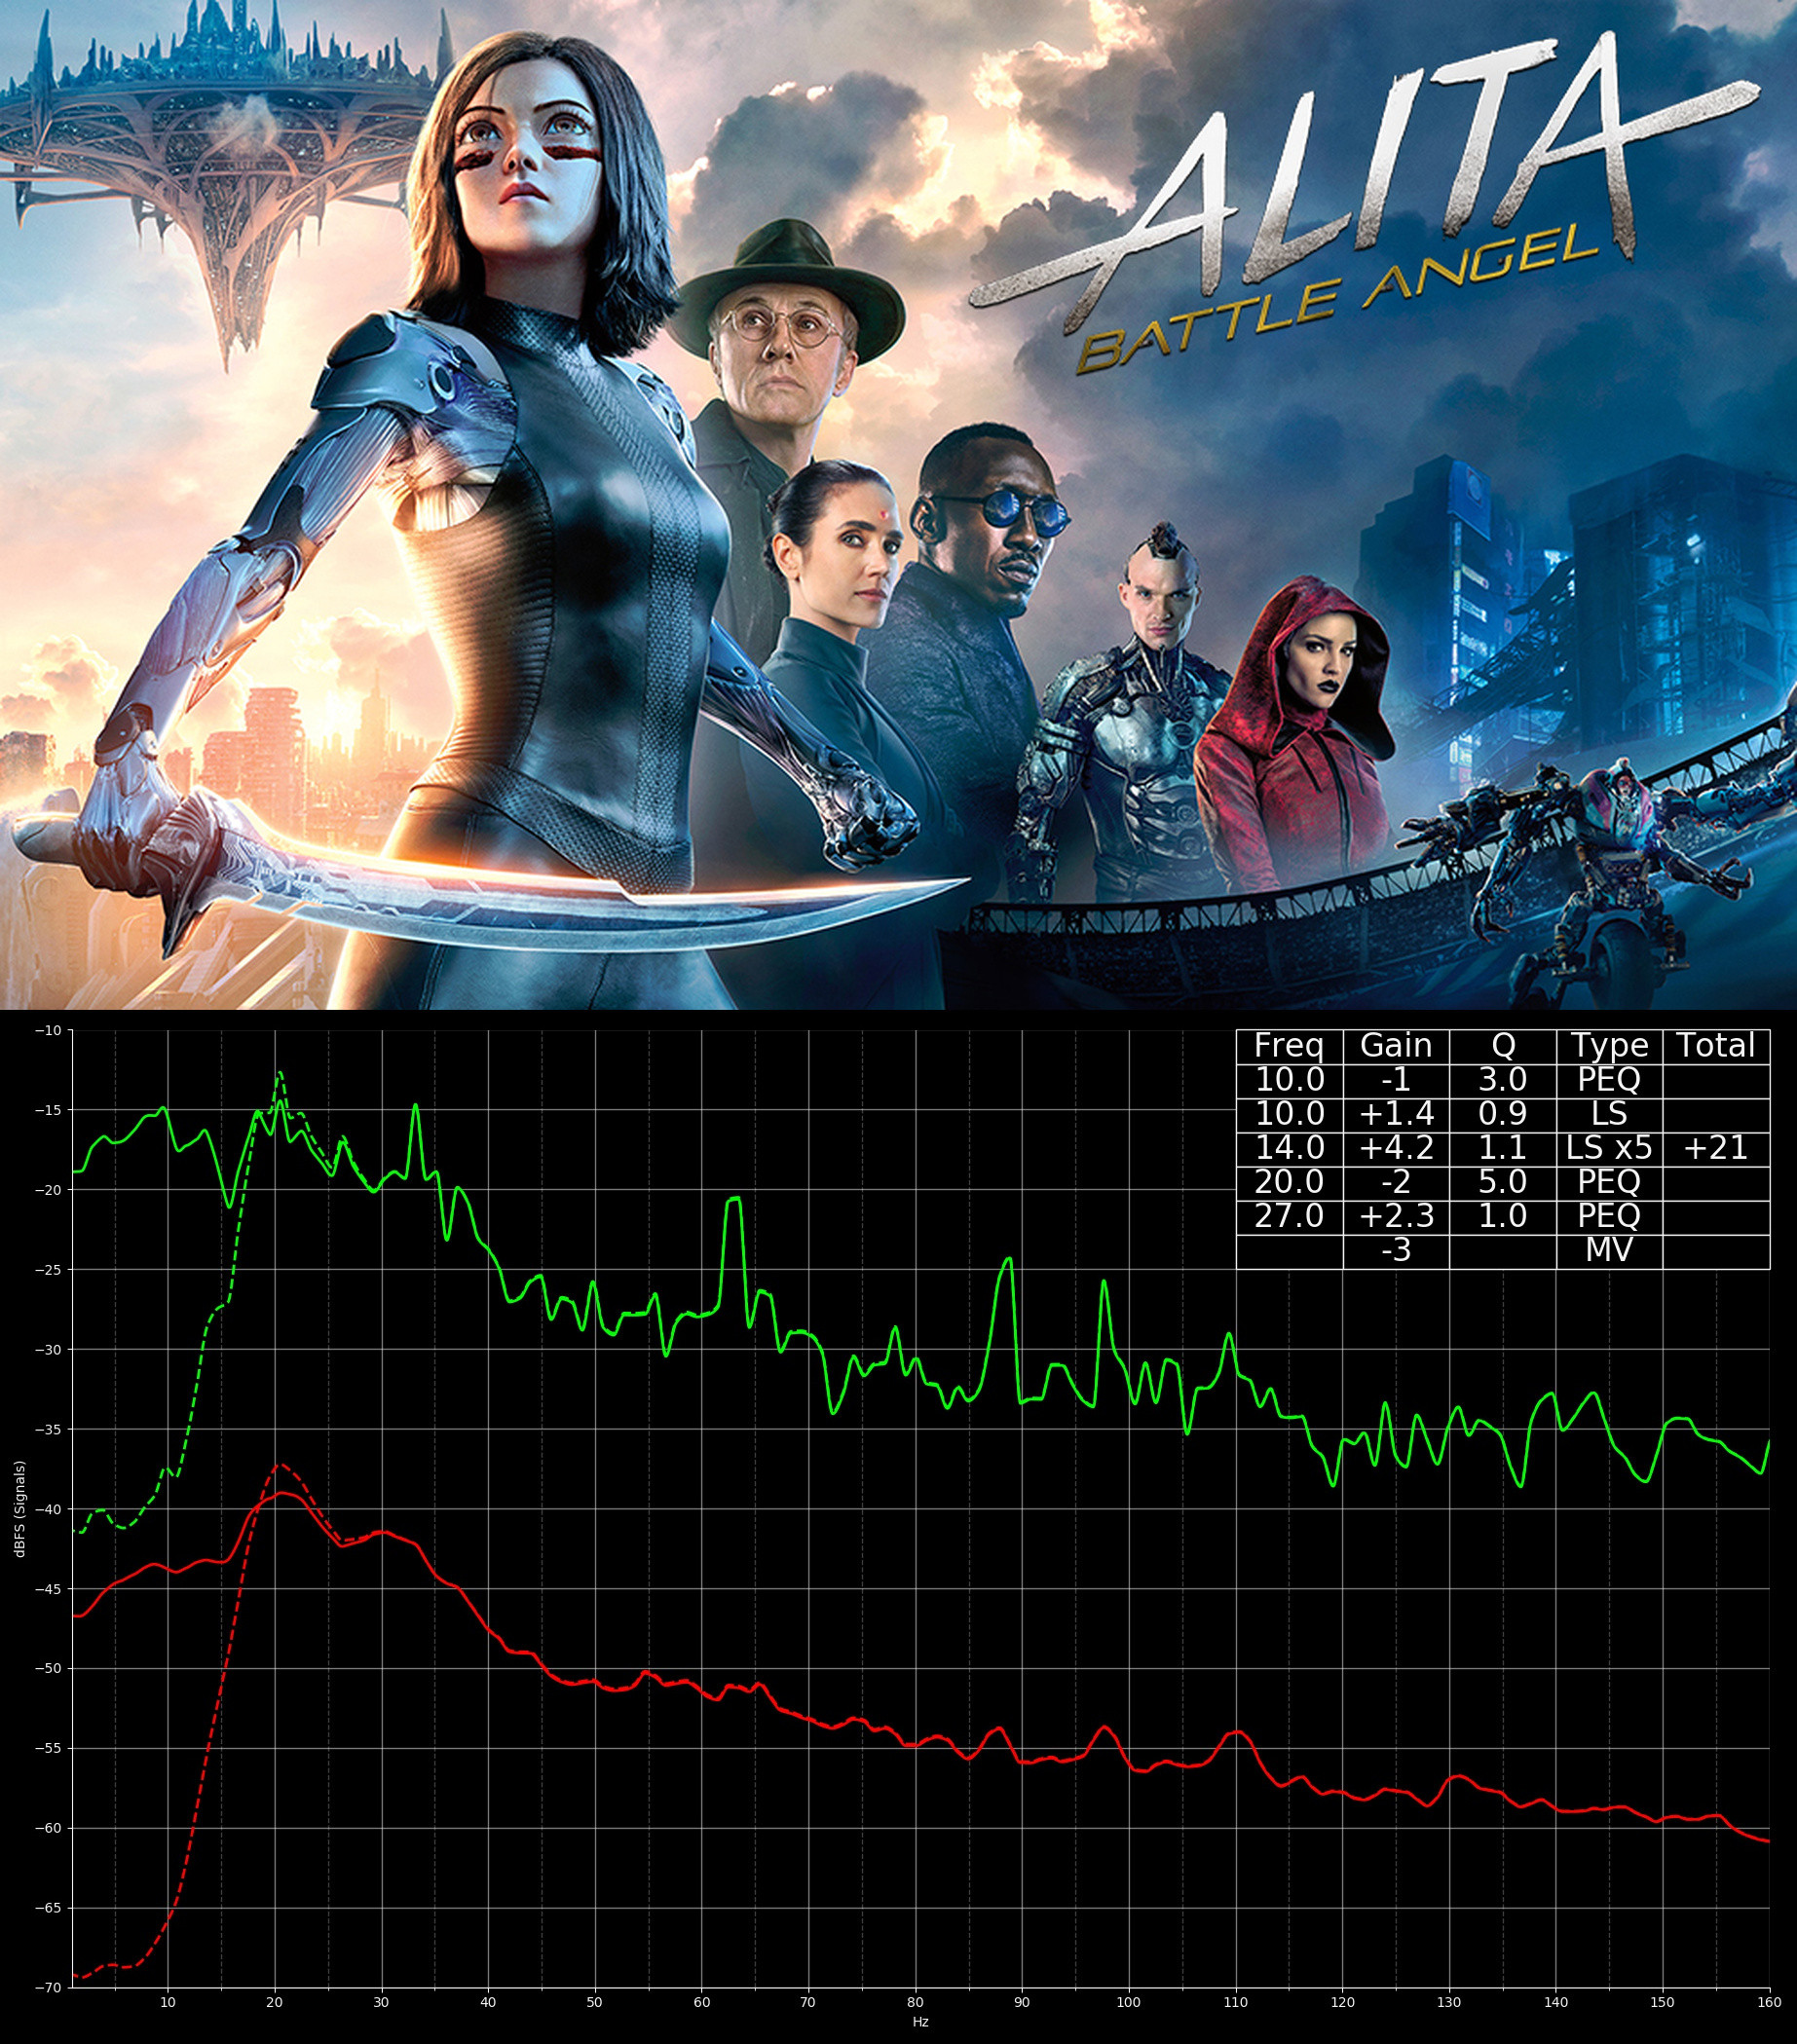 ALITA
BATTLE ANGEL
Freq Gain Q Type Total
10.0 -1 3.0 PEQ
10.0 +1.4 0.9 LS
14.0 +4.2 1.1 LS x5 +21
20.0 -2 5.0 PEQ
27.0 +2.3 1.0 PEQ
-3 MV
−10
−15
−20
−25
−30
−35
−40
−45
−50
−55
−60
−65
−70
dBFS (Signals)
10 20 30 40 50 60 70 80 90 100 110 120 130 140 150 160
Hz